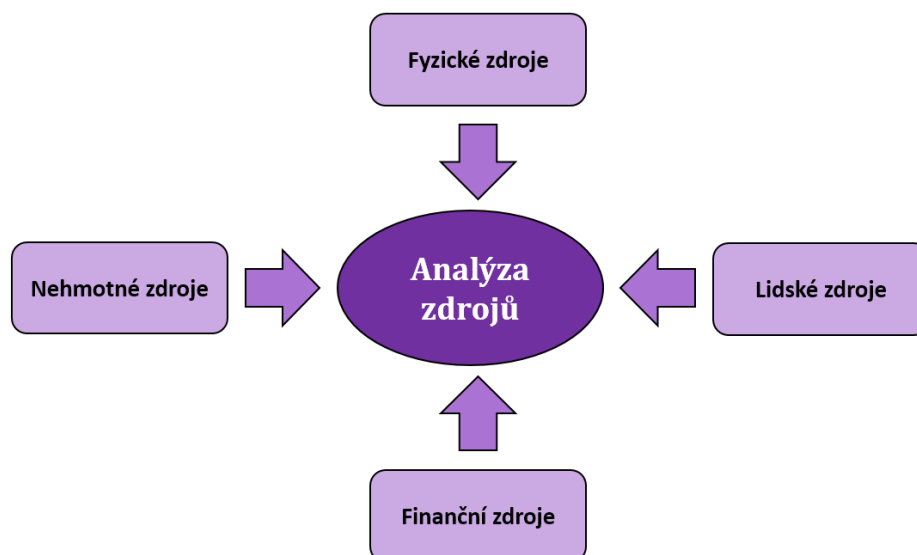 Fyzické zdroje
Nehmotné zdroje
Analýza
zdrojů
Lidské zdroje
Finanční zdroje